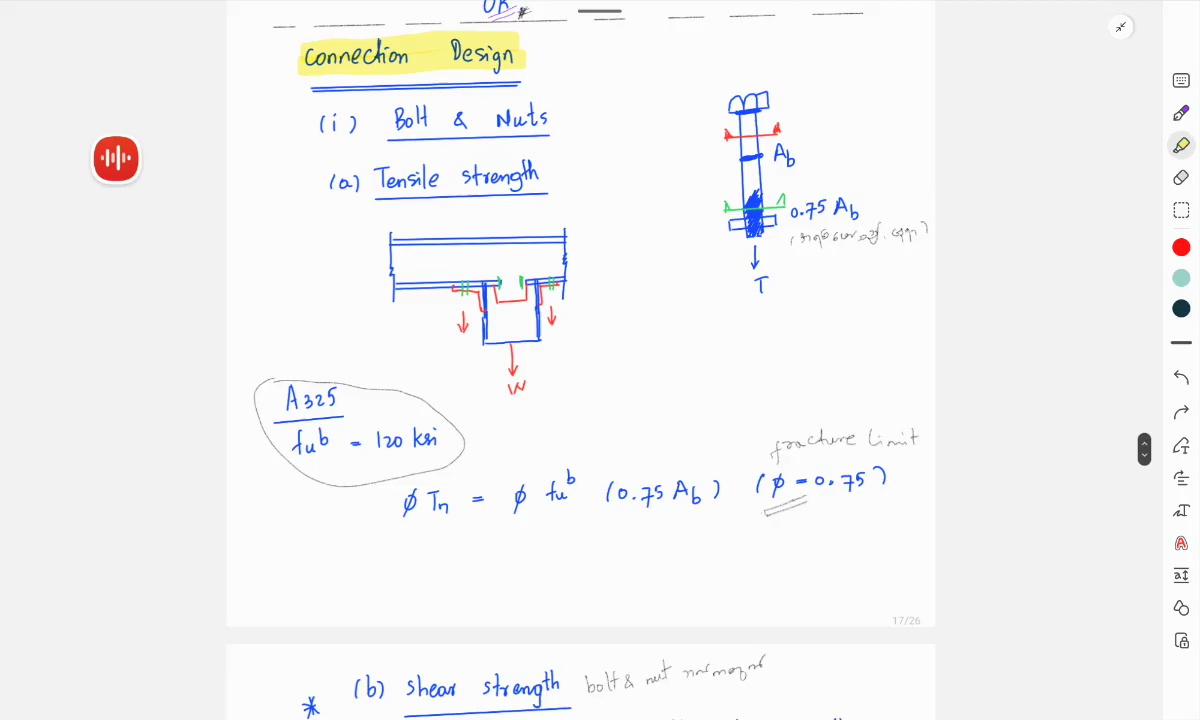 OK
Connection Design
(i) Bolt & Nuts
(a) Tensile strength
Ab
0.75 Ab
T
W
A325
fub = 120 ksi
fracture limit
ø Tn = ø fub (0.75 Ab) (ø = 0.75)
17/26
* (b) shear strength bolt & nut